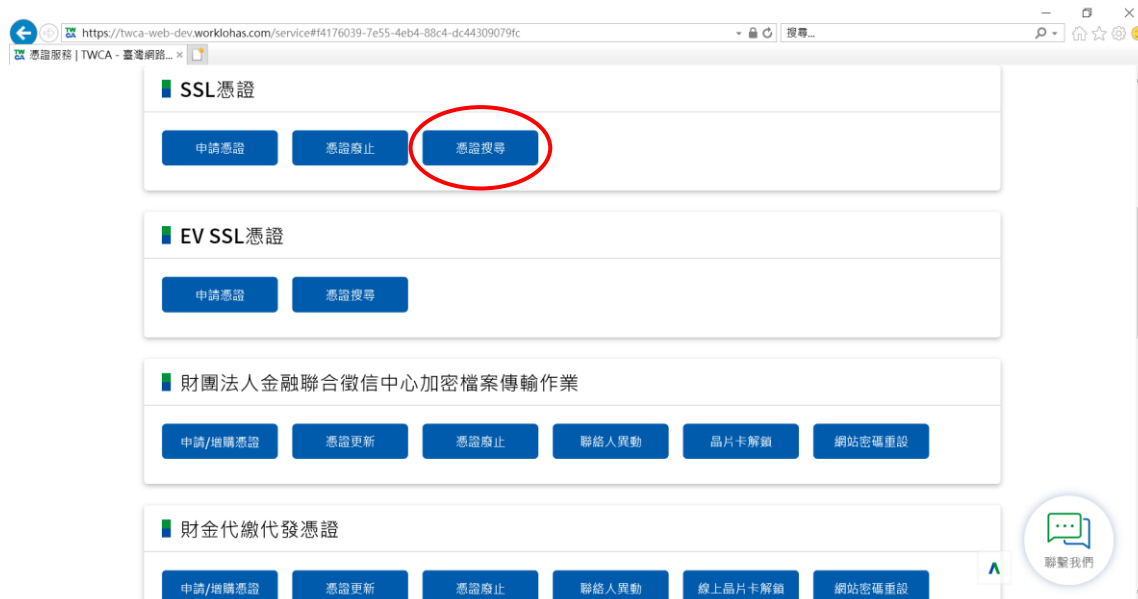 https://twca-web-dev.worklohas.com/service#f4176039-7e55-4eb4-88c4-dc44309079fc
搜尋...
憑證服務 | TWCA - 臺灣網路...
SSL憑證
申請憑證 憑證廢止 憑證搜尋
EV SSL憑證
申請憑證 憑證搜尋
財團法人金融聯合徵信中心加密檔案傳輸作業
申請/增購憑證 憑證更新 憑證廢止 聯絡人異動 晶片卡解鎖 網站密碼重設
財金代繳代發憑證
聯繫我們
申請/增購憑證 憑證更新 憑證廢止 聯絡人異動 線上晶片卡解鎖 網站密碼重設